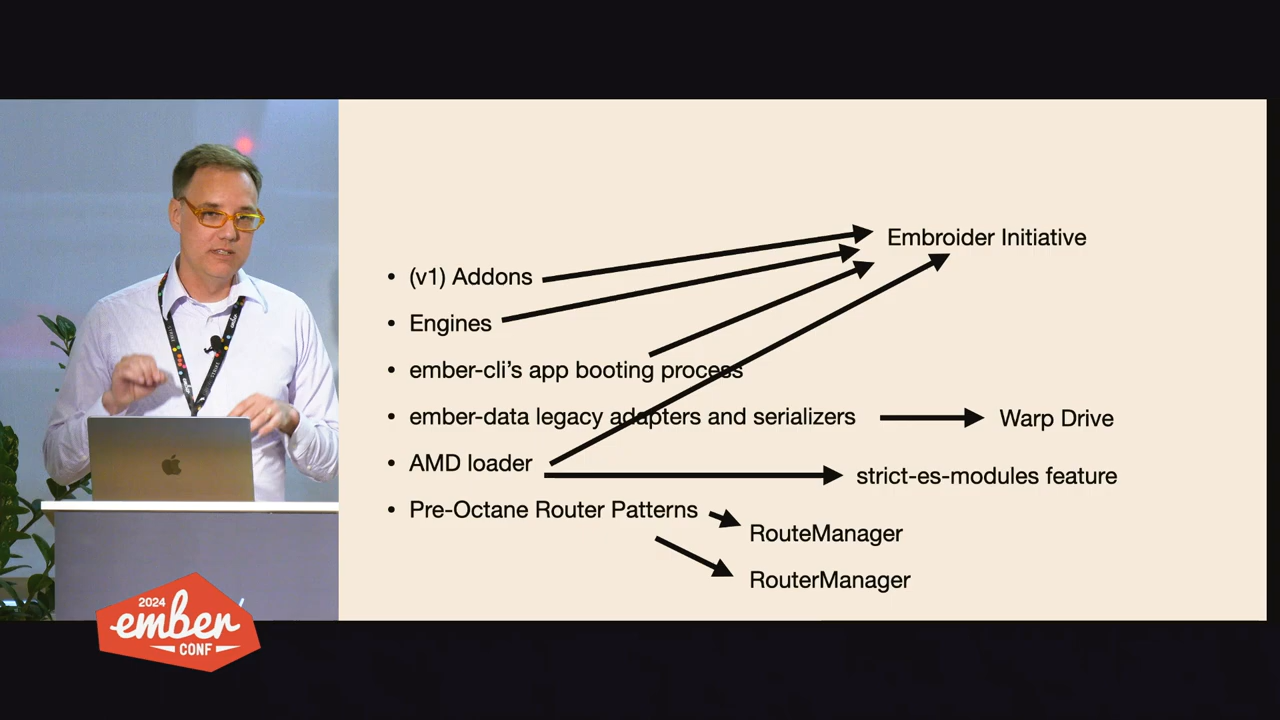 Embroider Initiative
• (v1) Addons
• Engines
• ember-cli’s app booting process
• ember-data legacy adapters and serializers
Warp Drive
• AMD loader
strict-es-modules feature
• Pre-Octane Router Patterns
RouteManager
RouterManager
2024
ember
CONF